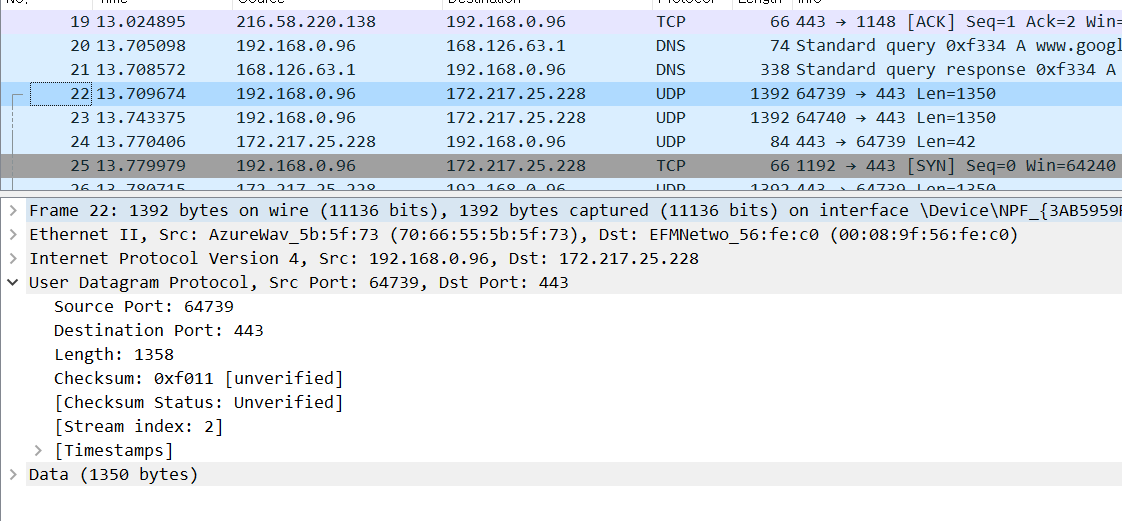 No. Time Source Destination Protocol Length Info
19 13.024895 216.58.220.138 192.168.0.96 TCP 66 443 → 1148 [ACK] Seq=1 Ack=2 Win=
20 13.705098 192.168.0.96 168.126.63.1 DNS 74 Standard query 0xf334 A www.googl
21 13.708572 168.126.63.1 192.168.0.96 DNS 338 Standard query response 0xf334 A
22 13.709674 192.168.0.96 172.217.25.228 UDP 1392 64739 → 443 Len=1350
23 13.743375 192.168.0.96 172.217.25.228 UDP 1392 64740 → 443 Len=1350
24 13.770406 172.217.25.228 192.168.0.96 UDP 84 443 → 64739 Len=42
25 13.779979 192.168.0.96 172.217.25.228 TCP 66 1192 → 443 [SYN] Seq=0 Win=64240
26 13.780715 172.217.25.228 192.168.0.96 UDP 1392 443 → 64739 Len=1350
Frame 22: 1392 bytes on wire (11136 bits), 1392 bytes captured (11136 bits) on interface \Device\NPF_{3AB5959
Ethernet II, Src: AzureWav_5b:5f:73 (70:66:55:5b:5f:73), Dst: EFMNetwo_56:fe:c0 (00:08:9f:56:fe:c0)
Internet Protocol Version 4, Src: 192.168.0.96, Dst: 172.217.25.228
User Datagram Protocol, Src Port: 64739, Dst Port: 443
Source Port: 64739
Destination Port: 443
Length: 1358
Checksum: 0xf011 [unverified]
[Checksum Status: Unverified]
[Stream index: 2]
[Timestamps]
Data (1350 bytes)